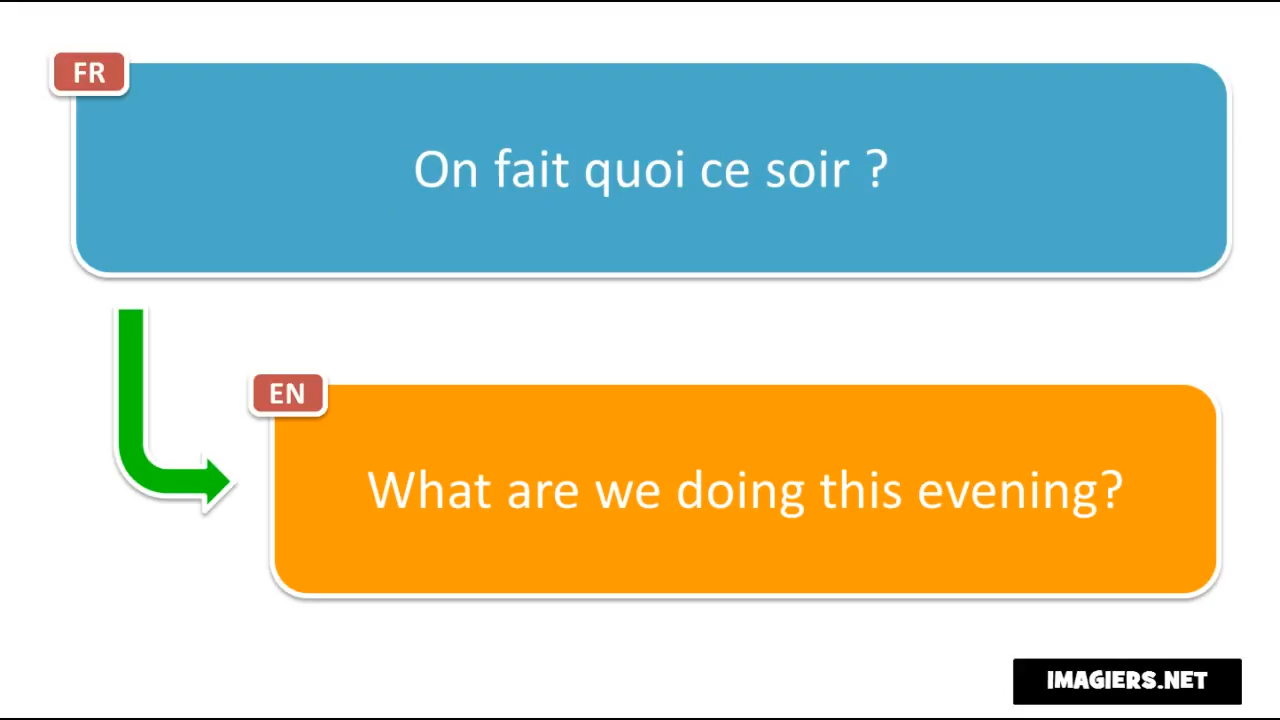 FR
On fait quoi ce soir ?
EN
What are we doing this evening?
IMAGIERS.NET